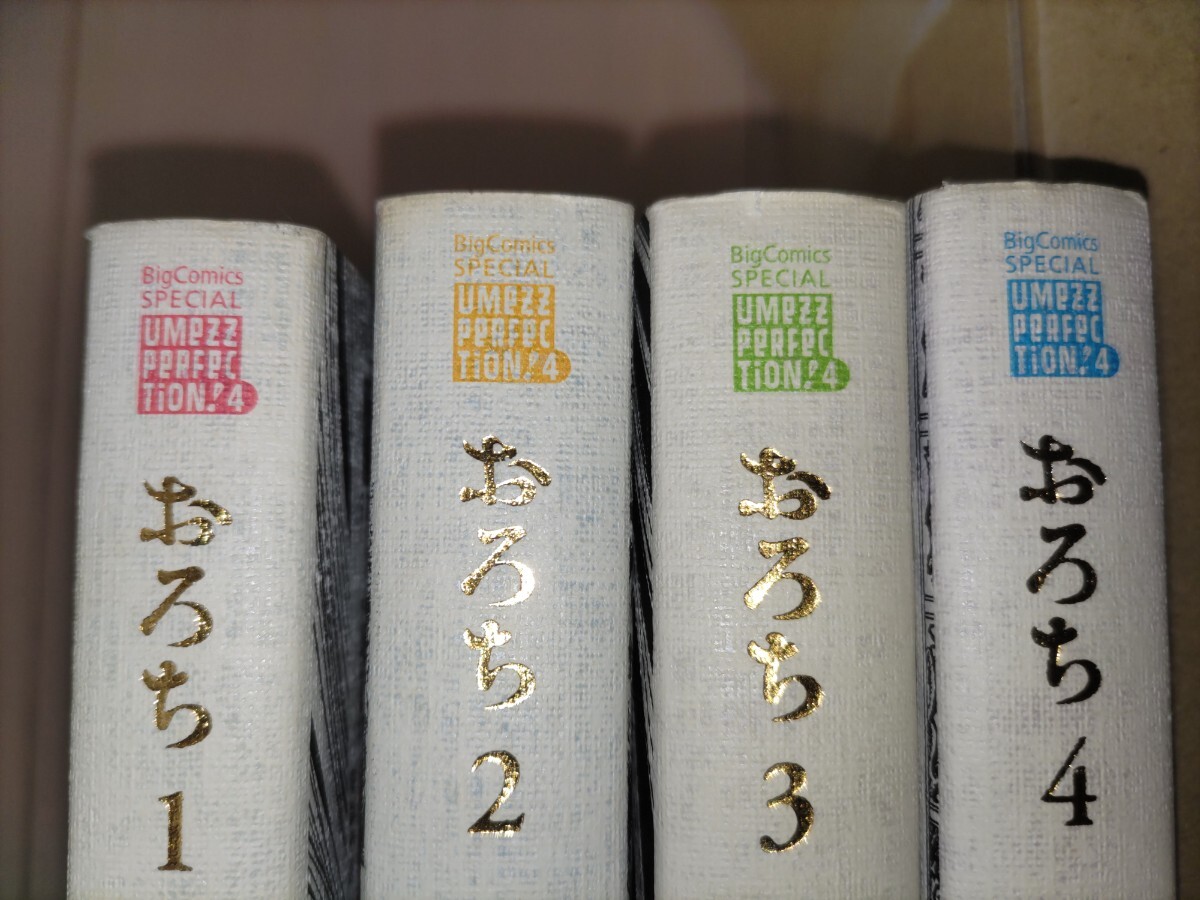 BigComics
SPECIAL
UMEZZ
PERFEC
TiON!4
おろち
1
BigComics
SPECIAL
UMEZZ
PERFEC
TiON!4
おろち
2
BigComics
SPECIAL
UMEZZ
PERFEC
TiON!4
おろち
3
BigComics
SPECIAL
UMEZZ
PERFEC
TiON!4
おろち
4